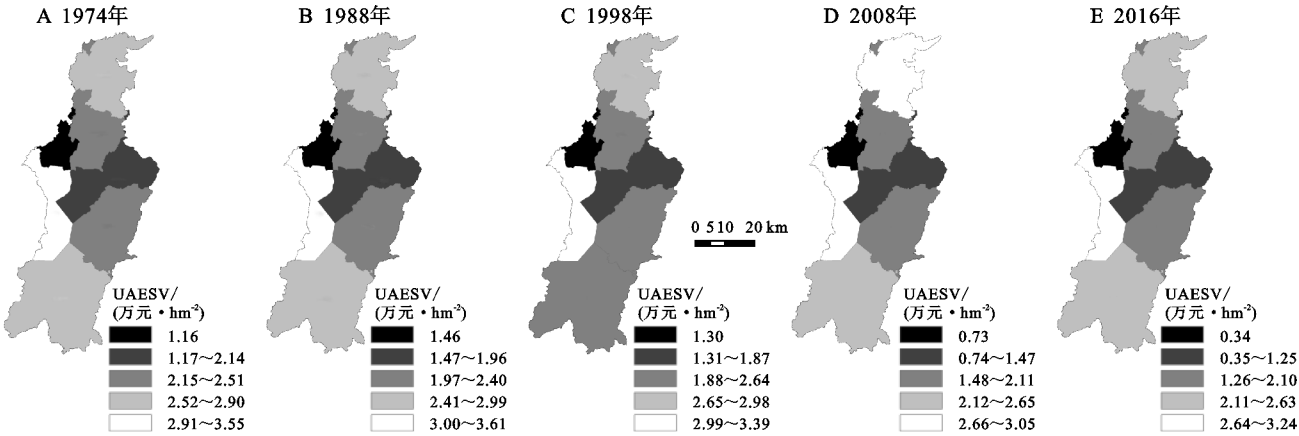 A 1974年
B 1988年
C 1998年
D 2008年
E 2016年
0 510 20 km
UAESV/
(万元·hm⁻²)
1.16
1.17～2.14
2.15～2.51
2.52～2.90
2.91～3.55
UAESV/
(万元·hm⁻²)
1.46
1.47～1.96
1.97～2.40
2.41～2.99
3.00～3.61
UAESV/
(万元·hm⁻²)
1.30
1.31～1.87
1.88～2.64
2.65～2.98
2.99～3.39
UAESV/
(万元·hm⁻²)
0.73
0.74～1.47
1.48～2.11
2.12～2.65
2.66～3.05
UAESV/
(万元·hm⁻²)
0.34
0.35～1.25
1.26～2.10
2.11～2.63
2.64～3.24